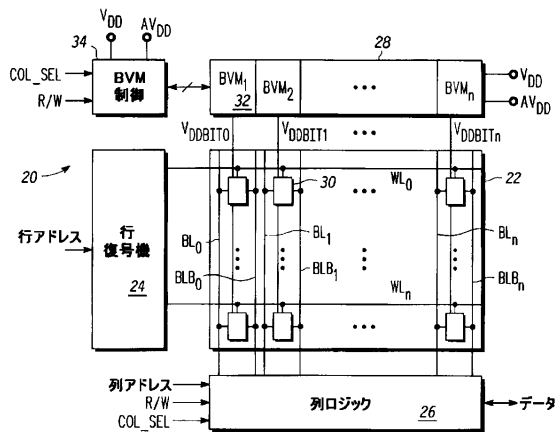 V_DD AV_DD
34
COL_SEL
R/W
BVM
制御
28
BVM_1 BVM_2 ••• BVM_n
32
V_DD
AV_DD
V_DDBIT0 V_DDBIT1 ••• V_DDBITn
20
行アドレス
行
復号機
24
30 WL_0 22
BL_0 BL_1 BL_n
BLB_0 BLB_1 BLB_n
WL_n
列アドレス
R/W
COL_SEL
列ロジック
26
データ